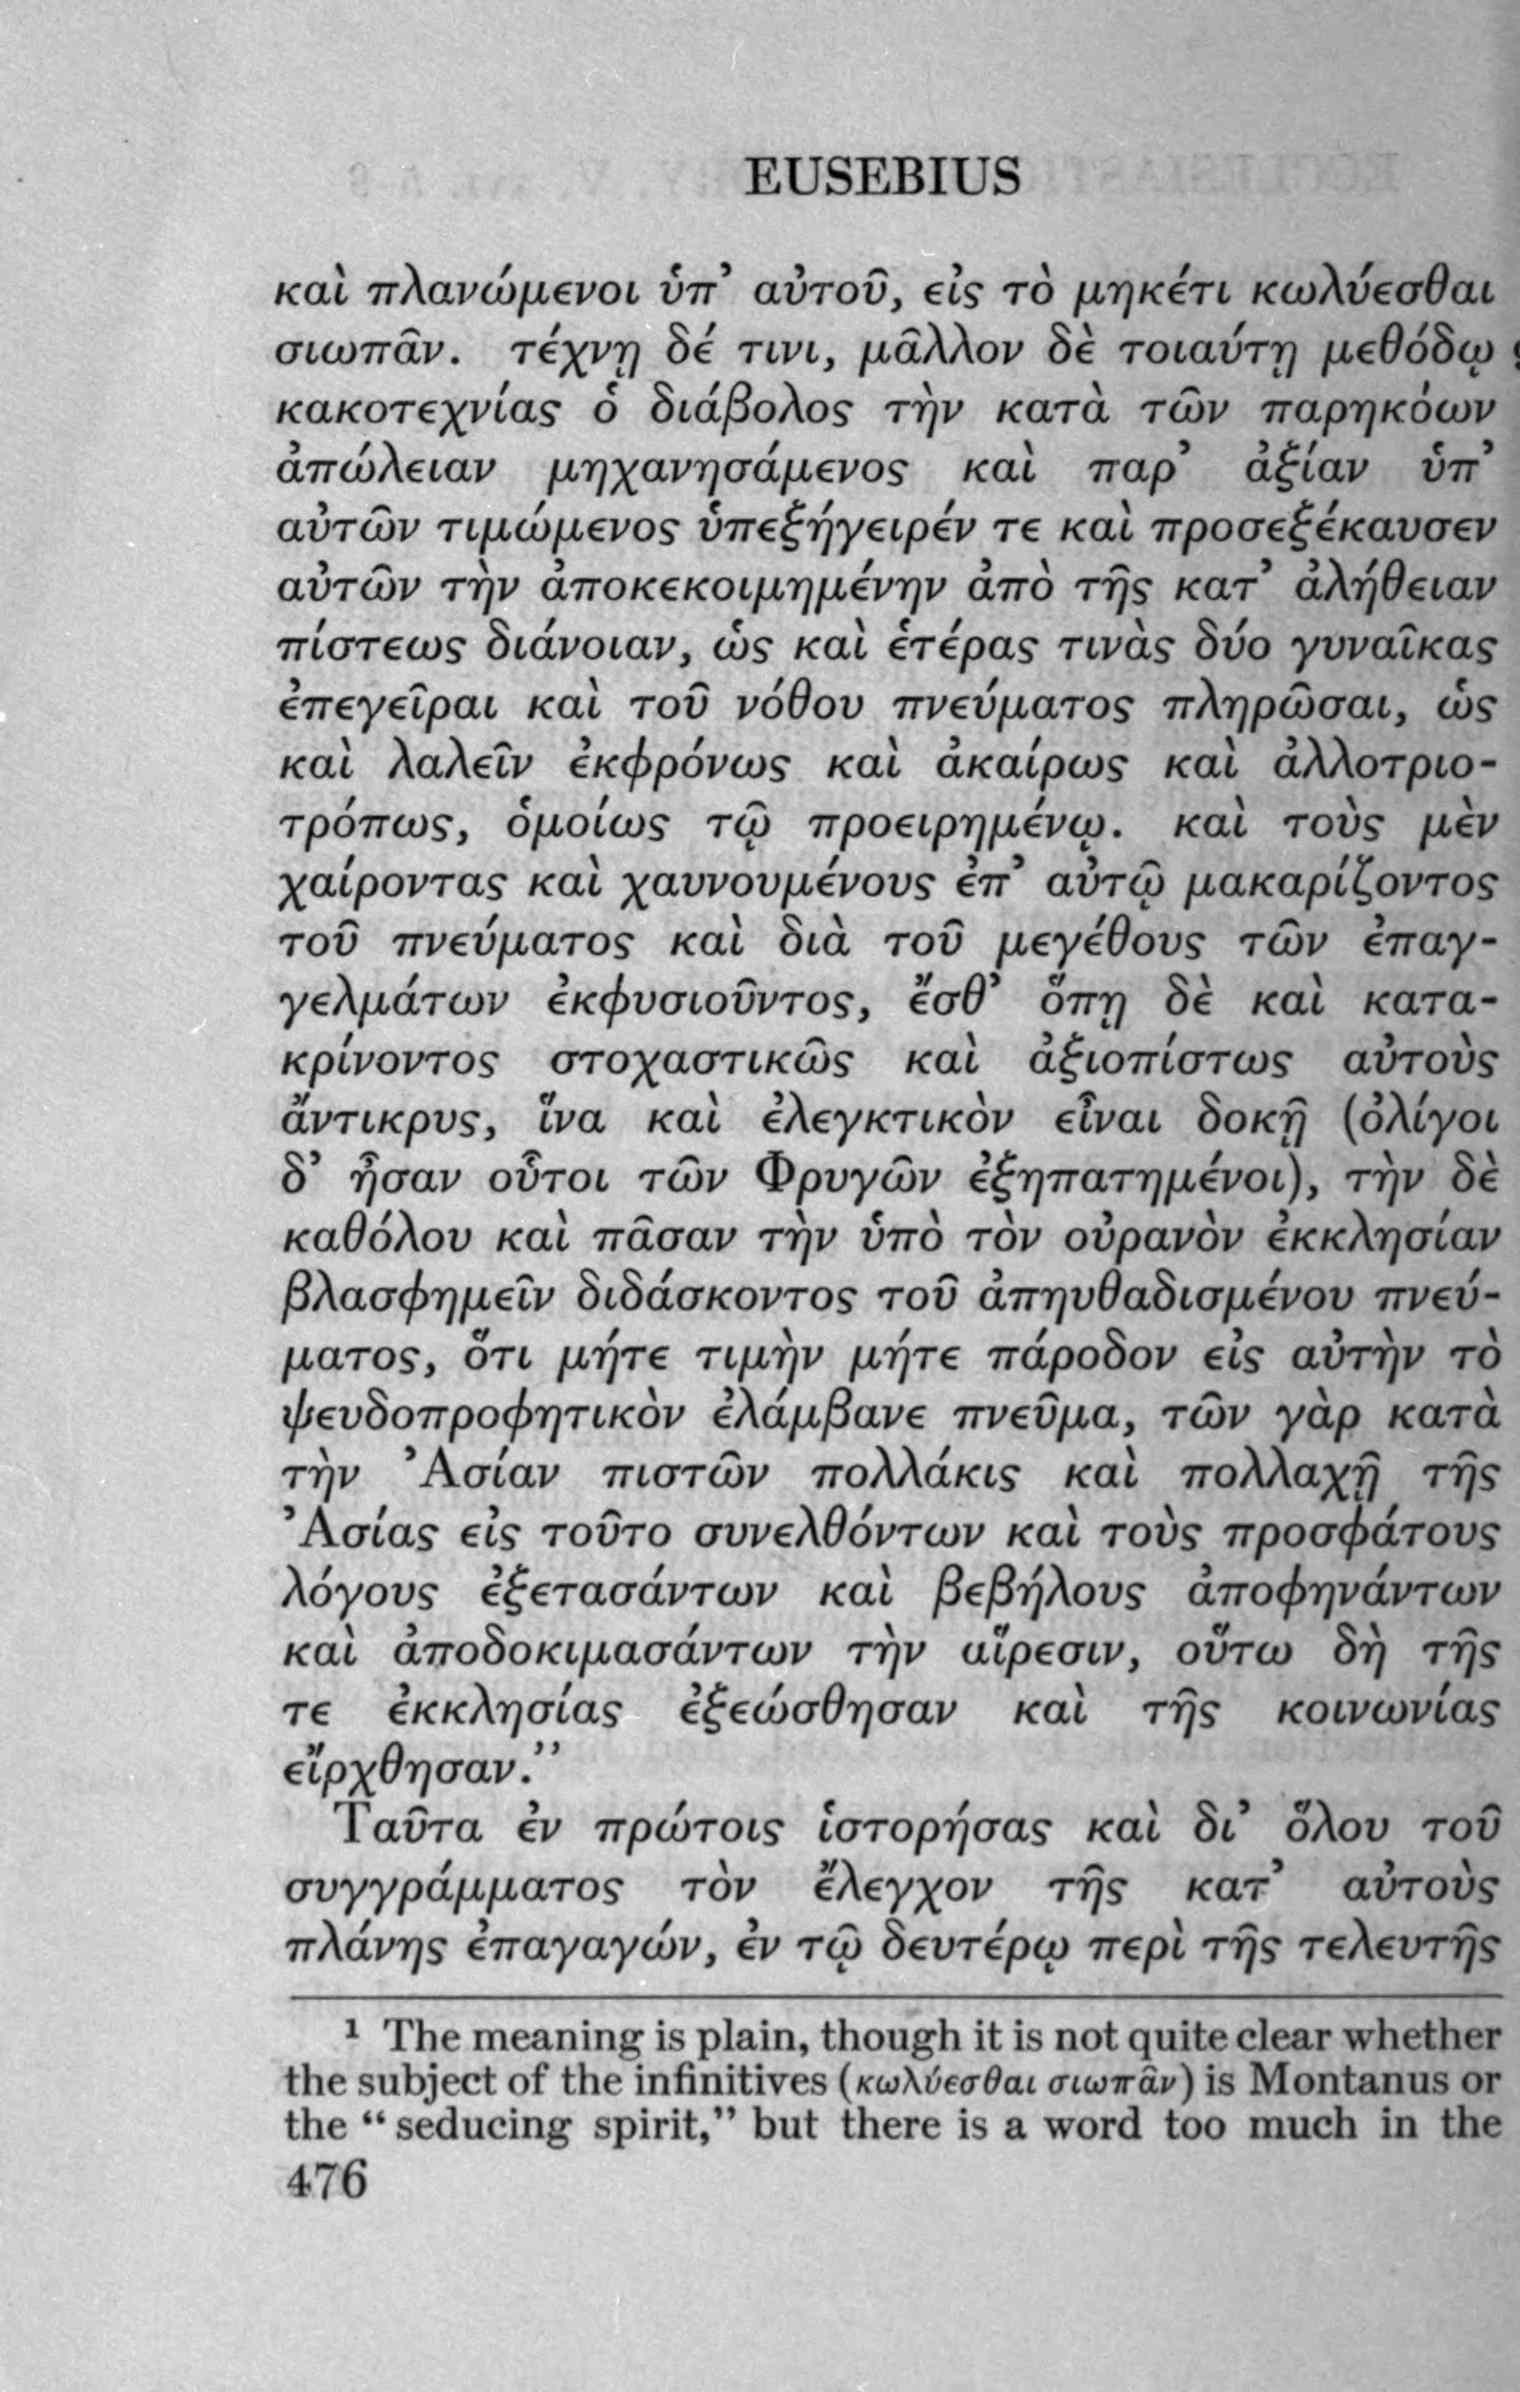 EUSEBIUS
καὶ πλανώμενοι ὑπ’ αὐτοῦ, εἰς τὸ μηκέτι κωλύεσθαι
σιωπᾶν. τέχνῃ δέ τινι, μᾶλλον δὲ τοιαύτῃ μεθόδῳ
κακοτεχνίας ὁ διάβολος τὴν κατὰ τῶν παρηκόων
ἀπώλειαν μηχανησάμενος καὶ παρ’ ἀξίαν ὑπ’
αὐτῶν τιμώμενος ὑπεξήγειρέν τε καὶ προσεξέκαυσεν
αὐτῶν τὴν ἀποκεκοιμημένην ἀπὸ τῆς κατ’ ἀλήθειαν
πίστεως διάνοιαν, ὡς καὶ ἑτέρας τινὰς δύο γυναῖκας
ἐπεγεῖραι καὶ τοῦ νόθου πνεύματος πληρῶσαι, ὡς
καὶ λαλεῖν ἐκφρόνως καὶ ἀκαίρως καὶ ἀλλοτριο-
τρόπως, ὁμοίως τῷ προειρημένῳ. καὶ τοὺς μὲν
χαίροντας καὶ χαυνουμένους ἐπ’ αὐτῷ μακαρίζοντος
τοῦ πνεύματος καὶ διὰ τοῦ μεγέθους τῶν ἐπαγ-
γελμάτων ἐκφυσιοῦντος, ἔσθ’ ὅπῃ δὲ καὶ κατα-
κρίνοντος στοχαστικῶς καὶ ἀξιοπίστως αὐτοὺς
ἄντικρυς, ἵνα καὶ ἐλεγκτικὸν εἶναι δοκῇ (ὀλίγοι
δ’ ἦσαν οὗτοι τῶν Φρυγῶν ἐξηπατημένοι), τὴν δὲ
καθόλου καὶ πᾶσαν τὴν ὑπὸ τὸν οὐρανὸν ἐκκλησίαν
βλασφημεῖν διδάσκοντος τοῦ ἀπηυθαδισμένου πνεύ-
ματος, ὅτι μήτε τιμὴν μήτε πάροδον εἰς αὐτὴν τὸ
ψευδοπροφητικὸν ἐλάμβανε πνεῦμα, τῶν γὰρ κατὰ
τὴν Ἀσίαν πιστῶν πολλάκις καὶ πολλαχῇ τῆς
Ἀσίας εἰς τοῦτο συνελθόντων καὶ τοὺς προσφάτους
λόγους ἐξετασάντων καὶ βεβήλους ἀποφηνάντων
καὶ ἀποδοκιμασάντων τὴν αἵρεσιν, οὕτω δὴ τῆς
τε ἐκκλησίας ἐξεώσθησαν καὶ τῆς κοινωνίας
εἴρχθησαν.”
Ταῦτα ἐν πρώτοις ἱστορήσας καὶ δι’ ὅλου τοῦ
συγγράμματος τὸν ἔλεγχον τῆς κατ’ αὐτοὺς
πλάνης ἐπαγαγών, ἐν τῷ δευτέρῳ περὶ τῆς τελευτῆς
¹ The meaning is plain, though it is not quite clear whether
the subject of the infinitives (κωλύεσθαι σιωπᾶν) is Montanus or
the “seducing spirit,” but there is a word too much in the
476